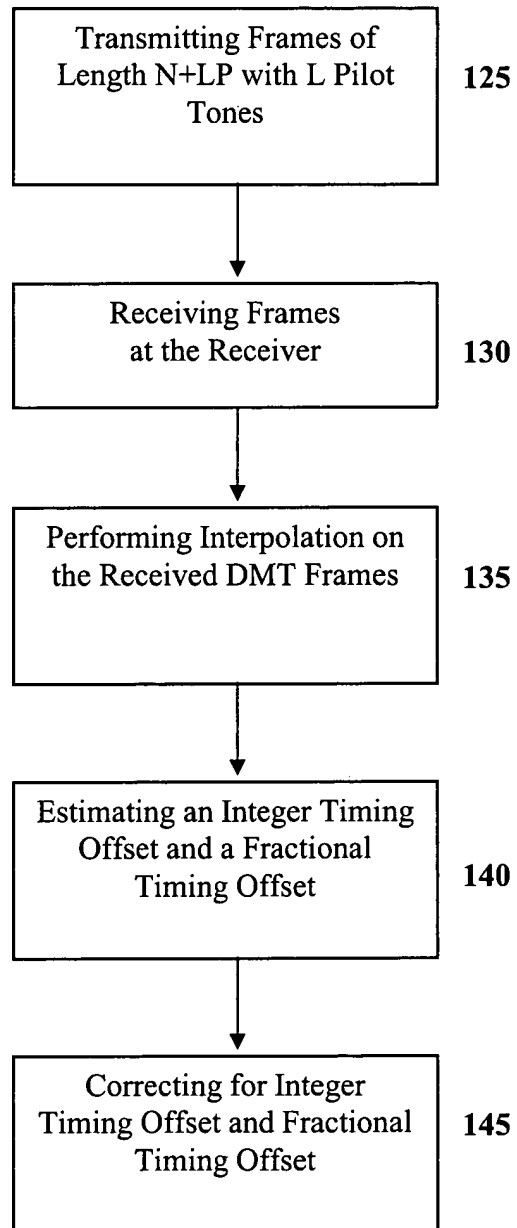 Transmitting Frames of
Length N+LP with L Pilot
Tones
125
Receiving Frames
at the Receiver
130
Performing Interpolation on
the Received DMT Frames
135
Estimating an Integer Timing
Offset and a Fractional
Timing Offset
140
Correcting for Integer
Timing Offset and Fractional
Timing Offset
145